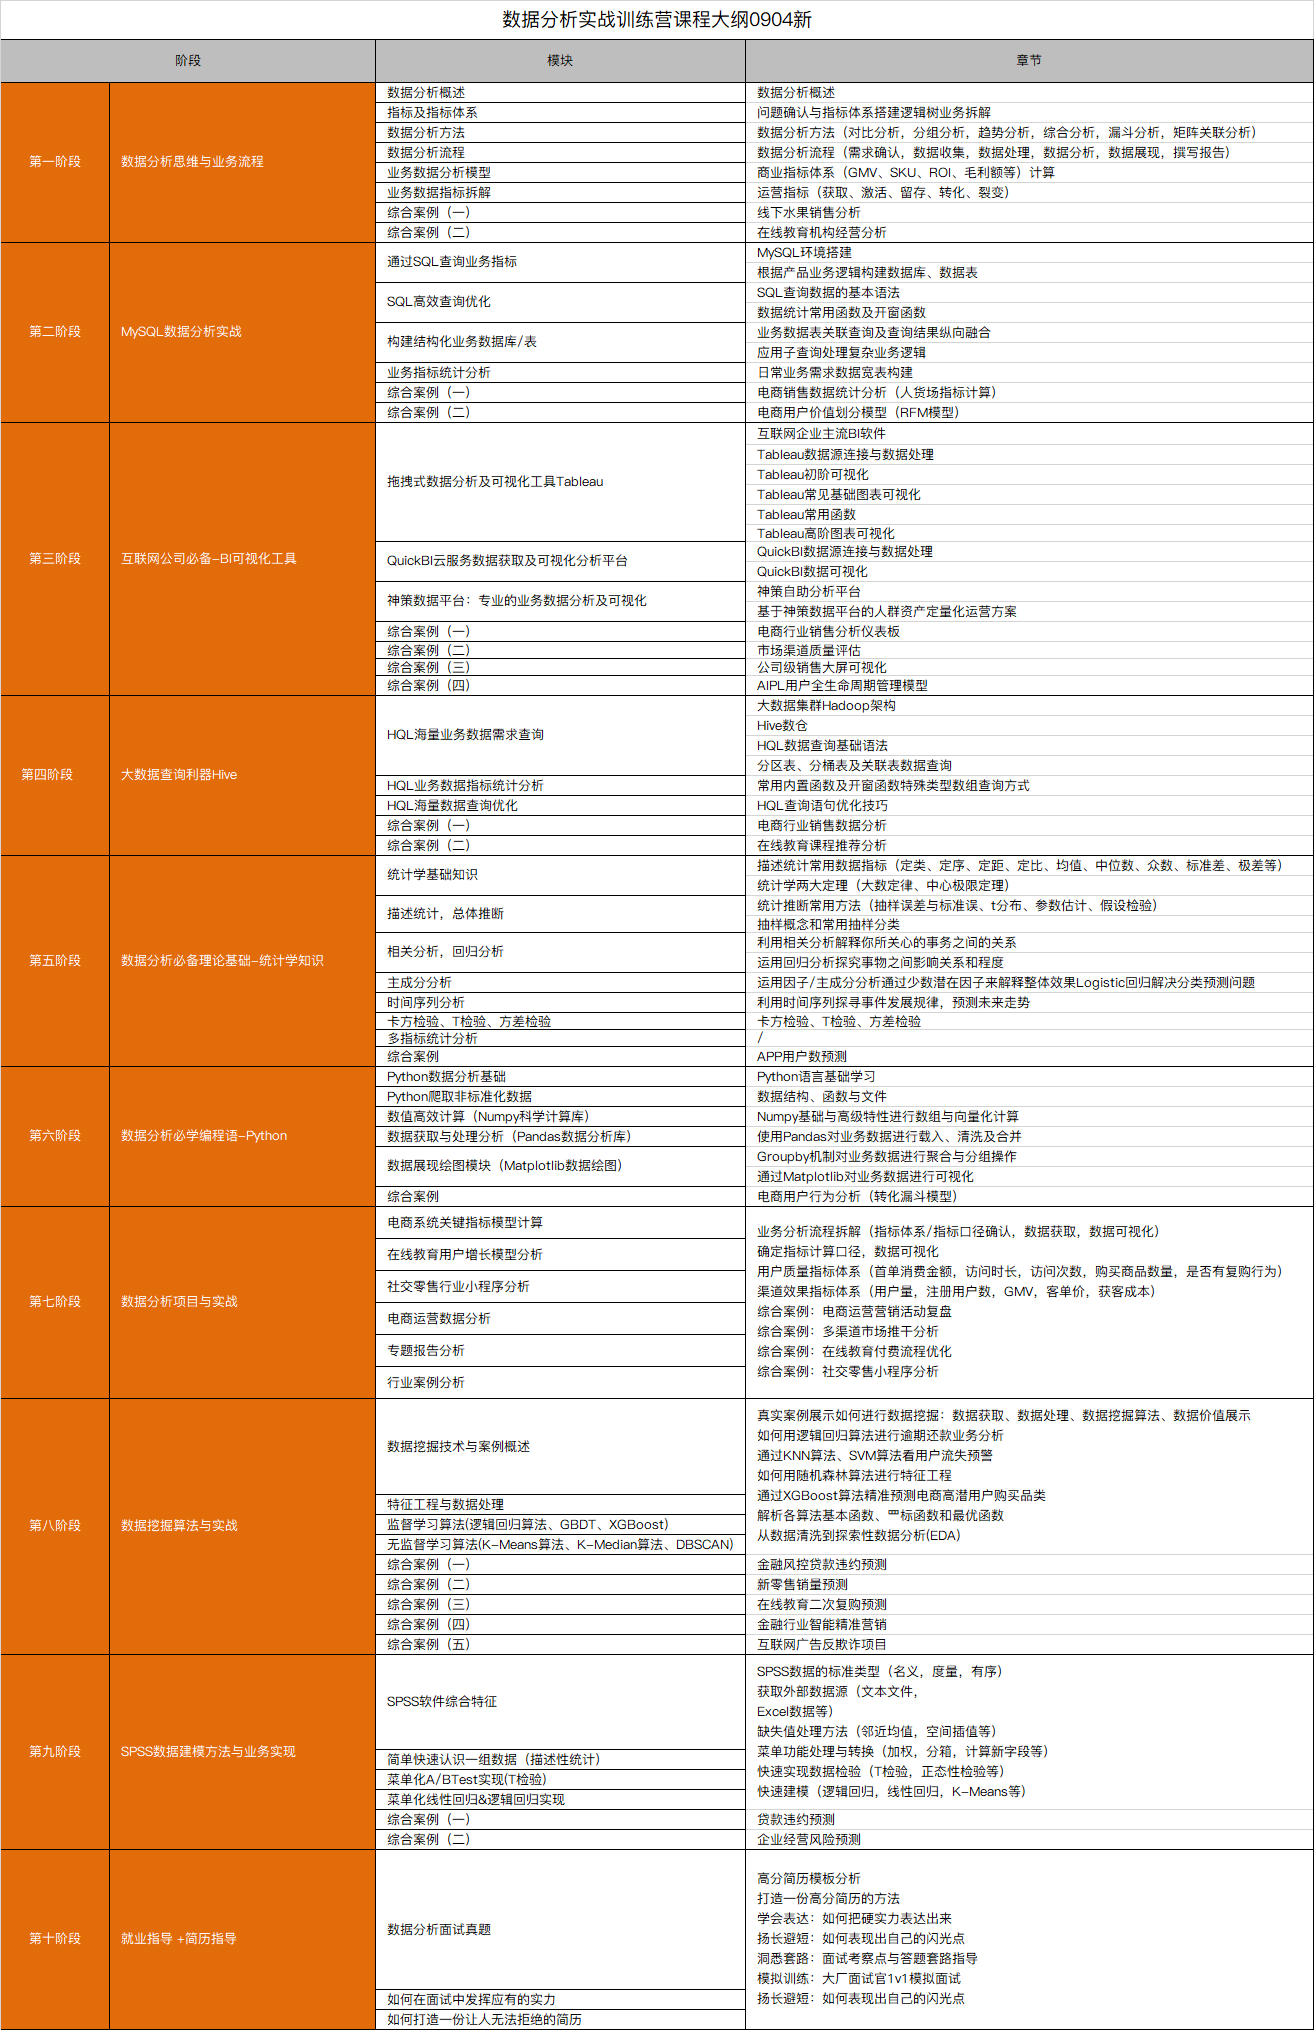 数据分析实战训练营课程大纲0904新
阶段 模块 章节
第一阶段 数据分析思维与业务流程
数据分析概述 数据分析概述
指标及指标体系 问题确认与指标体系搭建逻辑树业务拆解
数据分析方法 数据分析方法（对比分析，分组分析，趋势分析，综合分析，漏斗分析，矩阵关联分析）
数据分析流程 数据分析流程（需求确认，数据收集，数据处理，数据分析，数据展现，撰写报告）
业务数据分析模型 商业指标体系（GMV、SKU、ROI、毛利额等）计算
业务数据指标拆解 运营指标（获取、激活、留存、转化、裂变）
综合案例（一） 线下水果销售分析
综合案例（二） 在线教育机构经营分析
第二阶段 MySQL数据分析实战
通过SQL查询业务指标
MySQL环境搭建
根据产品业务逻辑构建数据库、数据表
SQL高效查询优化
SQL查询数据的基本语法
数据统计常用函数及开窗函数
构建结构化业务数据库/表
业务数据表关联查询及查询结果纵向融合
应用子查询处理复杂业务逻辑
业务指标统计分析 日常业务需求数据宽表构建
综合案例（一） 电商销售数据统计分析（人货场指标计算）
综合案例（二） 电商用户价值划分模型（RFM模型）
第三阶段 互联网公司必备-BI可视化工具
拖拽式数据分析及可视化工具Tableau
互联网企业主流BI软件
Tableau数据源连接与数据处理
Tableau初阶可视化
Tableau常见基础图表可视化
Tableau常用函数
Tableau高阶图表可视化
QuickBI云服务数据获取及可视化分析平台
QuickBI数据源连接与数据处理
QuickBI数据可视化
神策数据平台：专业的业务数据分析及可视化
神策自助分析平台
基于神策数据平台的人群资产定量化运营方案
综合案例（一） 电商行业销售分析仪表板
综合案例（二） 市场渠道质量评估
综合案例（三） 公司级销售大屏可视化
综合案例（四） AIPL用户全生命周期管理模型
第四阶段 大数据查询利器Hive
HQL海量业务数据需求查询
大数据集群Hadoop架构
Hive数仓
HQL数据查询基础语法
分区表、分桶表及关联表数据查询
HQL业务数据指标统计分析 常用内置函数及开窗函数特殊类型数组查询方式
HQL海量数据查询优化 HQL查询语句优化技巧
综合案例（一） 电商行业销售数据分析
综合案例（二） 在线教育课程推荐分析
第五阶段 数据分析必备理论基础-统计学知识
统计学基础知识
描述统计常用数据指标（定类、定序、定距、定比、均值、中位数、众数、标准差、极差等）
统计学两大定理（大数定律、中心极限定理）
描述统计，总体推断
统计推断常用方法（抽样误差与标准误、t分布、参数估计、假设检验）
抽样概念和常用抽样分类
相关分析，回归分析
利用相关分析解释你所关心的事务之间的关系
运用回归分析探究事物之间影响关系和程度
主成分分析 运用因子/主成分分析通过少数潜在因子来解释整体效果Logistic回归解决分类预测问题
时间序列分析 利用时间序列探寻事件发展规律，预测未来走势
卡方检验、T检验、方差检验 卡方检验、T检验、方差检验
多指标统计分析 /
综合案例 APP用户数预测
第六阶段 数据分析必学编程语-Python
Python数据分析基础 Python语言基础学习
Python爬取非标准化数据 数据结构、函数与文件
数值高效计算（Numpy科学计算库） Numpy基础与高级特性进行数组与向量化计算
数据获取与处理分析（Pandas数据分析库） 使用Pandas对业务数据进行载入、清洗及合并
数据展现绘图模块（Matplotlib数据绘图）
Groupby机制对业务数据进行聚合与分组操作
通过Matplotlib对业务数据进行可视化
综合案例 电商用户行为分析（转化漏斗模型）
第七阶段 数据分析项目与实战
电商系统关键指标模型计算
在线教育用户增长模型分析
社交零售行业小程序分析
电商运营数据分析
专题报告分析
行业案例分析
业务分析流程拆解（指标体系/指标口径确认，数据获取，数据可视化）
确定指标计算口径，数据可视化
用户质量指标体系（首单消费金额，访问时长，访问次数，购买商品数量，是否有复购行为）
渠道效果指标体系（用户量，注册用户数，GMV，客单价，获客成本）
综合案例：电商运营营销活动复盘
综合案例：多渠道市场推干分析
综合案例：在线教育付费流程优化
综合案例：社交零售小程序分析
第八阶段 数据挖掘算法与实战
数据挖掘技术与案例概述
特征工程与数据处理
监督学习算法(逻辑回归算法、GBDT、XGBoost)
无监督学习算法(K-Means算法、K-Median算法、DBSCAN)
真实案例展示如何进行数据挖掘：数据获取、数据处理、数据挖掘算法、数据价值展示
如何用逻辑回归算法进行逾期还款业务分析
通过KNN算法、SVM算法看用户流失预警
如何用随机森林算法进行特征工程
通过XGBoost算法精准预测电商高潜用户购买品类
解析各算法基本函数、罒标函数和最优函数
从数据清洗到探索性数据分析(EDA)
综合案例（一） 金融风控贷款违约预测
综合案例（二） 新零售销量预测
综合案例（三） 在线教育二次复购预测
综合案例（四） 金融行业智能精准营销
综合案例（五） 互联网广告反欺诈项目
第九阶段 SPSS数据建模方法与业务实现
SPSS软件综合特征
简单快速认识一组数据（描述性统计）
菜单化A/BTest实现(T检验)
菜单化线性回归&逻辑回归实现
SPSS数据的标准类型（名义，度量，有序）
获取外部数据源（文本文件，
Excel数据等）
缺失值处理方法（邻近均值，空间插值等）
菜单功能处理与转换（加权，分箱，计算新字段等）
快速实现数据检验（T检验，正态性检验等）
快速建模（逻辑回归，线性回归，K-Means等）
综合案例（一） 贷款违约预测
综合案例（二） 企业经营风险预测
第十阶段 就业指导 +简历指导
数据分析面试真题
如何在面试中发挥应有的实力
如何打造一份让人无法拒绝的简历
高分简历模板分析
打造一份高分简历的方法
学会表达：如何把硬实力表达出来
扬长避短：如何表现出自己的闪光点
洞悉套路：面试考察点与答题套路指导
模拟训练：大厂面试官1v1模拟面试
扬长避短：如何表现出自己的闪光点